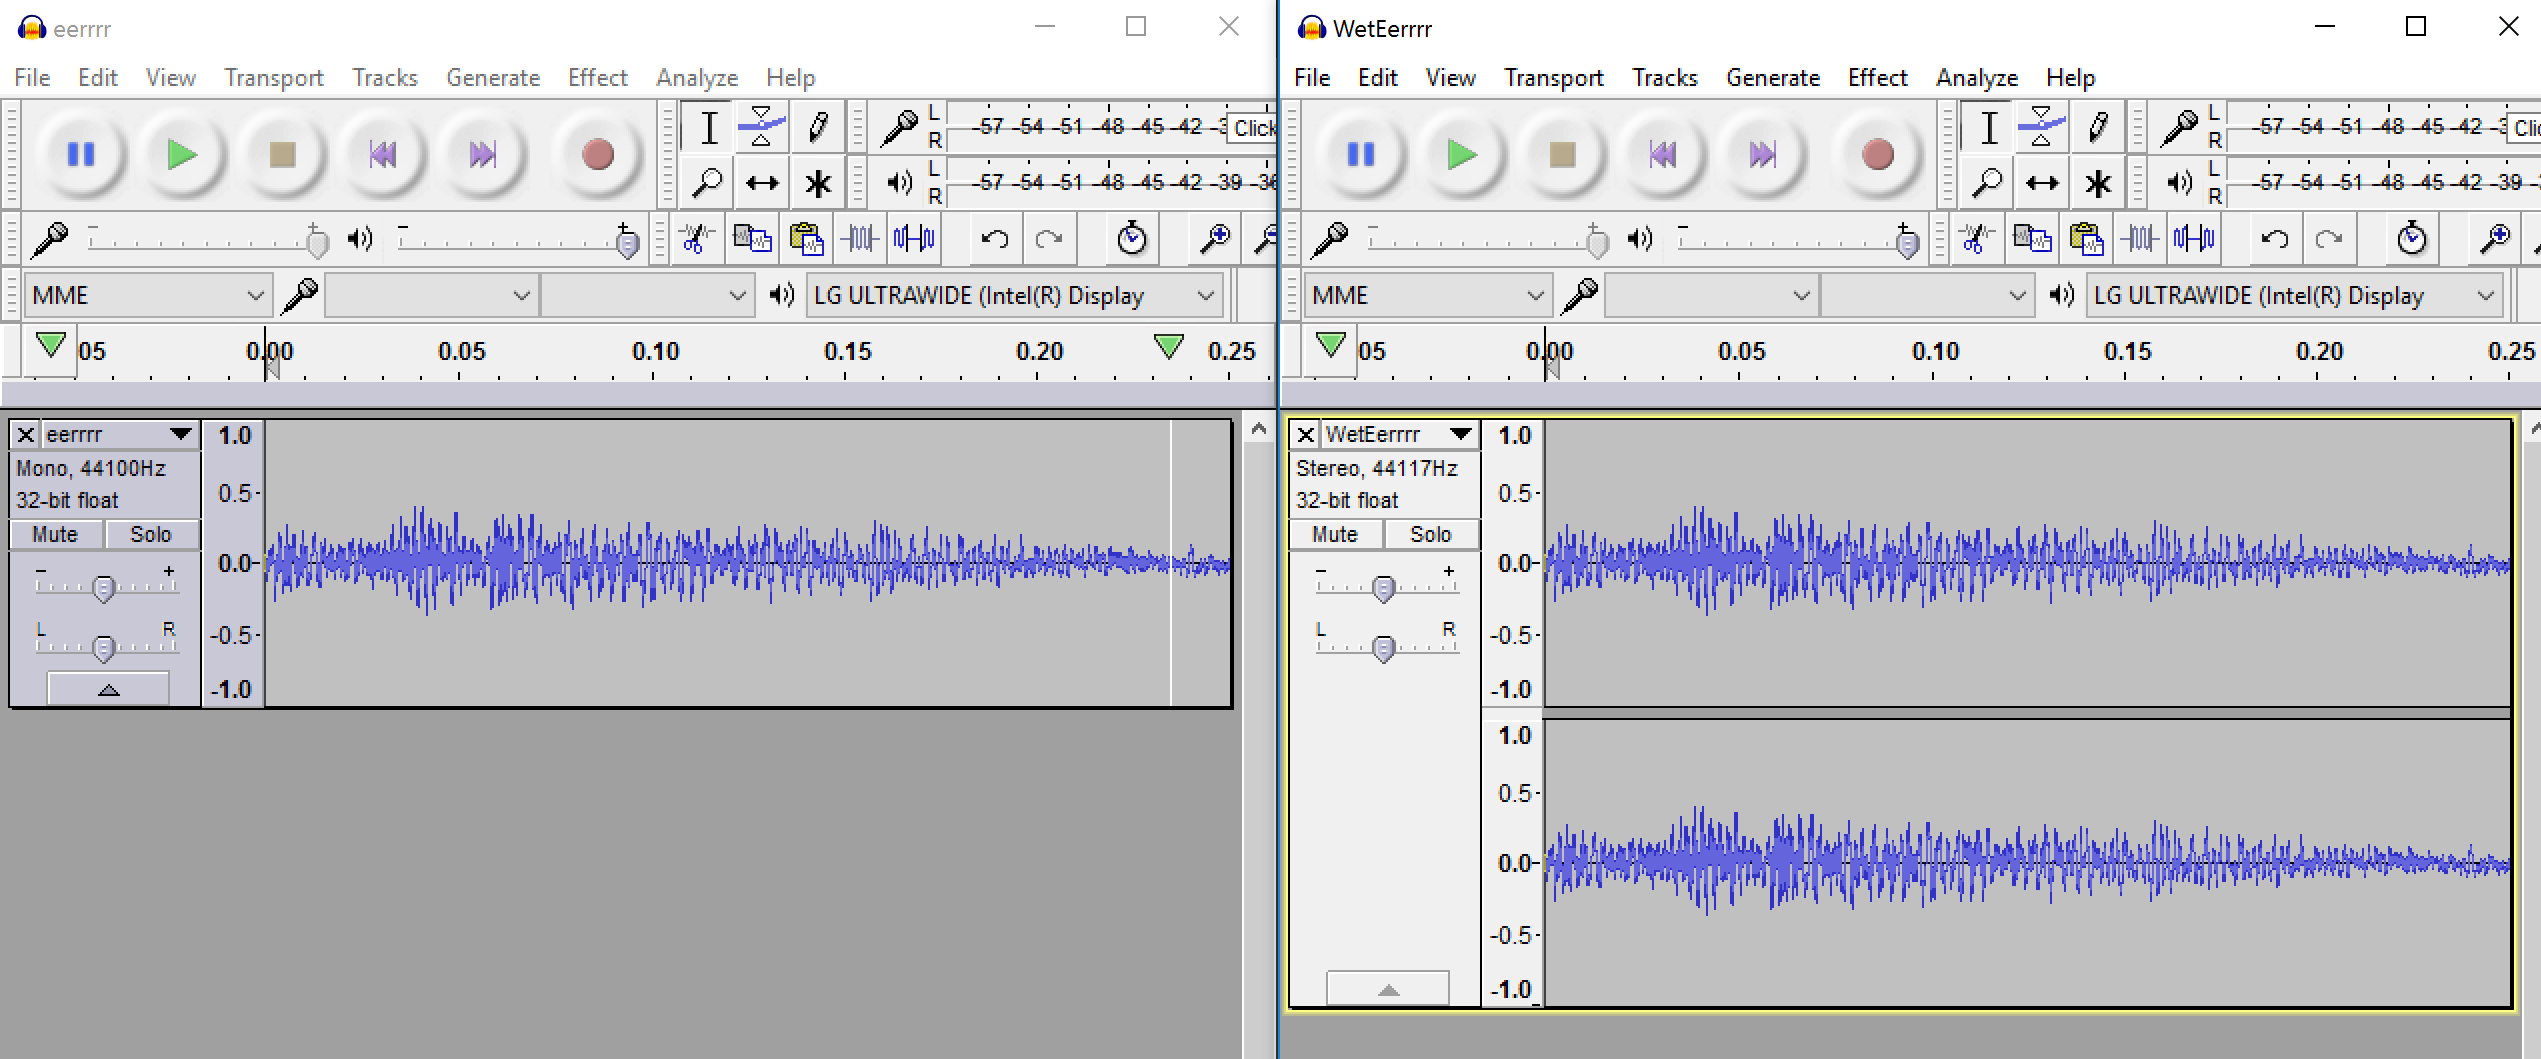 eerrrr
File Edit View Transport Tracks Generate Effect Analyze Help
L
R
-57 -54 -51 -48 -45 -42 Click
L
R
-57 -54 -51 -48 -45 -42 -39 -36
MME
LG ULTRAWIDE (Intel(R) Display
05 0.00 0.05 0.10 0.15 0.20 0.25
eerrrr
Mono, 44100Hz
32-bit float
Mute Solo
- +
L R
1.0
0.5
0.0
-0.5
-1.0
WetEerrrr
File Edit View Transport Tracks Generate Effect Analyze Help
L
R
-57 -54 -51 -48 -45 -42
L
R
-57 -54 -51 -48 -45 -42 -39
MME
LG ULTRAWIDE (Intel(R) Display
05 0.00 0.05 0.10 0.15 0.20 0.25
WetEerrrr
Stereo, 44117Hz
32-bit float
Mute Solo
- +
L R
1.0
0.5
0.0
-0.5
-1.0
1.0
0.5
0.0
-0.5
-1.0